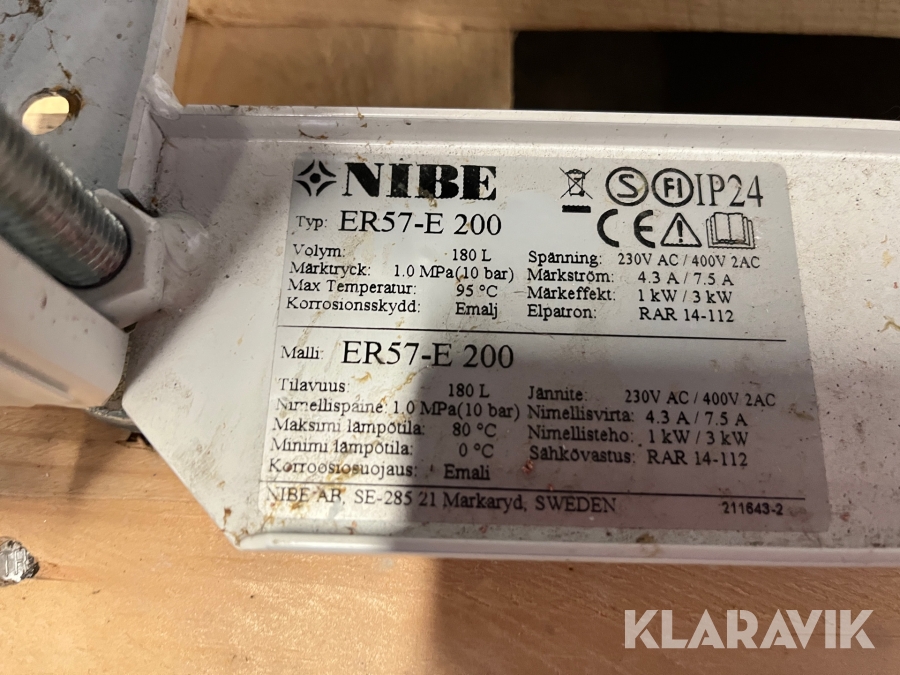 NIBE
S FI IP24
CE
Typ: ER57-E 200
Volym: 180 L Spänning: 230V AC / 400V 2AC
Märktryck: 1.0 MPa(10 bar) Märkström: 4.3 A / 7.5 A
Max Temperatur: 95 °C Märkeffekt: 1 kW / 3 kW
Korrosionsskydd: Emalj Elpatron: RAR 14-112
Malli: ER57-E 200
Tilavuus: 180 L Jännite: 230V AC / 400V 2AC
Nimellispaine: 1.0 MPa(10 bar) Nimellisvirta: 4.3 A / 7.5 A
Maksimi lämpötila: 80 °C Nimellisteho: 1 kW / 3 kW
Minimi lämpötila: 0 °C Sähkövastus: RAR 14-112
Korroosiosuojaus: Emali
NIBE AB, SE-285 21 Markaryd, SWEDEN 211643-2
KLARAVIK